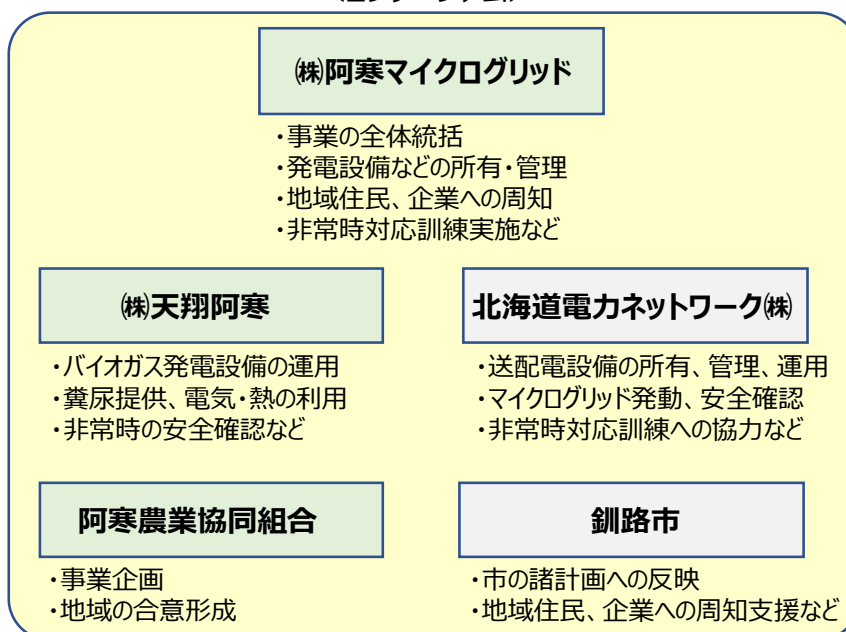 ㈱阿寒マイクログリッド
・事業の全体統括
・発電設備などの所有・管理
・地域住民、企業への周知
・非常時対応訓練実施など
㈱天翔阿寒
・バイオガス発電設備の運用
・糞尿提供、電気・熱の利用
・非常時の安全確認など
北海道電力ネットワーク㈱
・送配電設備の所有、管理、運用
・マイクログリッド発動、安全確認
・非常時対応訓練への協力など
阿寒農業協同組合
・事業企画
・地域の合意形成
釧路市
・市の諸計画への反映
・地域住民、企業への周知支援など